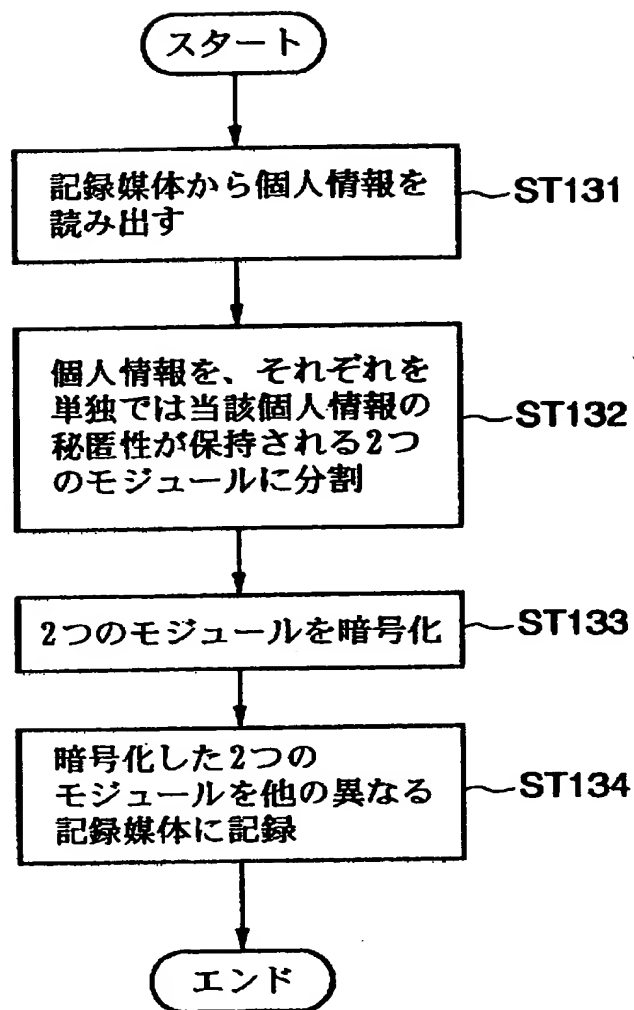 スタート
記録媒体から個人情報を
読み出す
ST131
個人情報を、それぞれを
単独では当該個人情報の
秘匿性が保持される2つ
のモジュールに分割
ST132
2つのモジュールを暗号化
ST133
暗号化した2つの
モジュールを他の異なる
記録媒体に記録
ST134
エンド